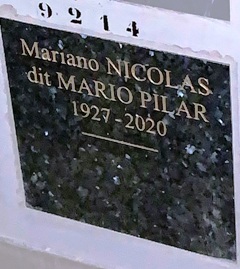 9214
Mariano NICOLAS
dit MARIO PILAR
1927-2020